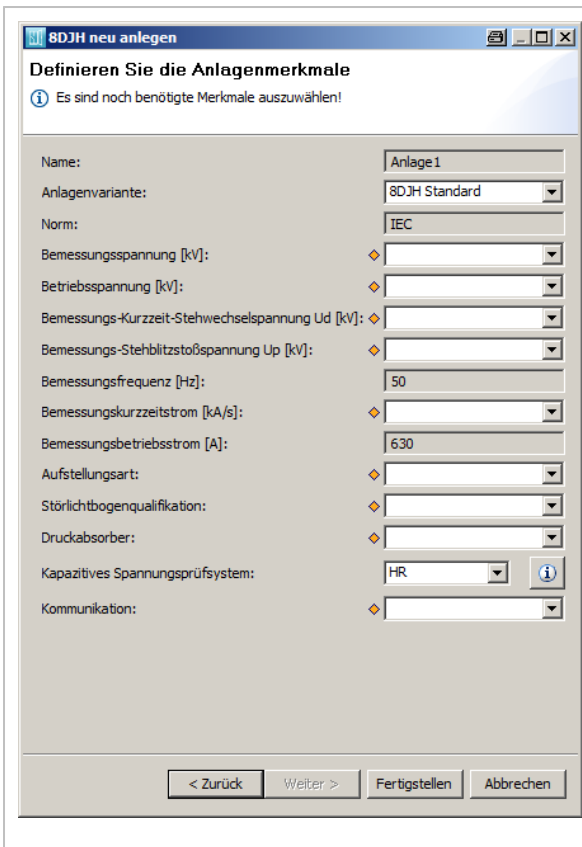 8DJH neu anlegen
Definieren Sie die Anlagenmerkmale
Es sind noch benötigte Merkmale auszuwählen!
Name: Anlage1
Anlagenvariante: 8DJH Standard
Norm: IEC
Bemessungsspannung [kV]:
Betriebsspannung [kV]:
Bemessungs-Kurzzeit-Stehwechselspannung Ud [kV]:
Bemessungs-Stehblitzstoßspannung Up [kV]:
Bemessungsfrequenz [Hz]: 50
Bemessungskurzzeitstrom [kA/s]:
Bemessungsbetriebsstrom [A]: 630
Aufstellungsart:
Störlichtbogenqualifikation:
Druckabsorber:
Kapazitives Spannungsprüfsystem: HR
Kommunikation:
< Zurück Weiter > Fertigstellen Abbrechen